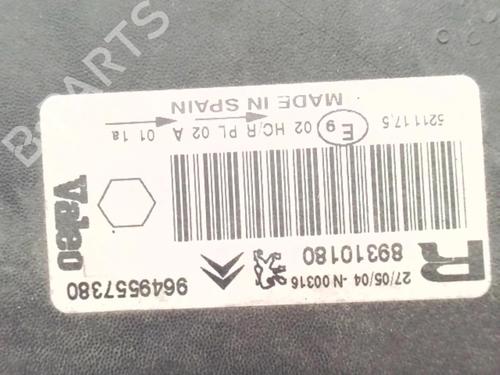 27/05/04 -N 00316
9649557380
R
89310180
Valeo
521117,5
E9
02 HC/R PL 02 A
01 1a
MADE IN SPAIN
B PARTS